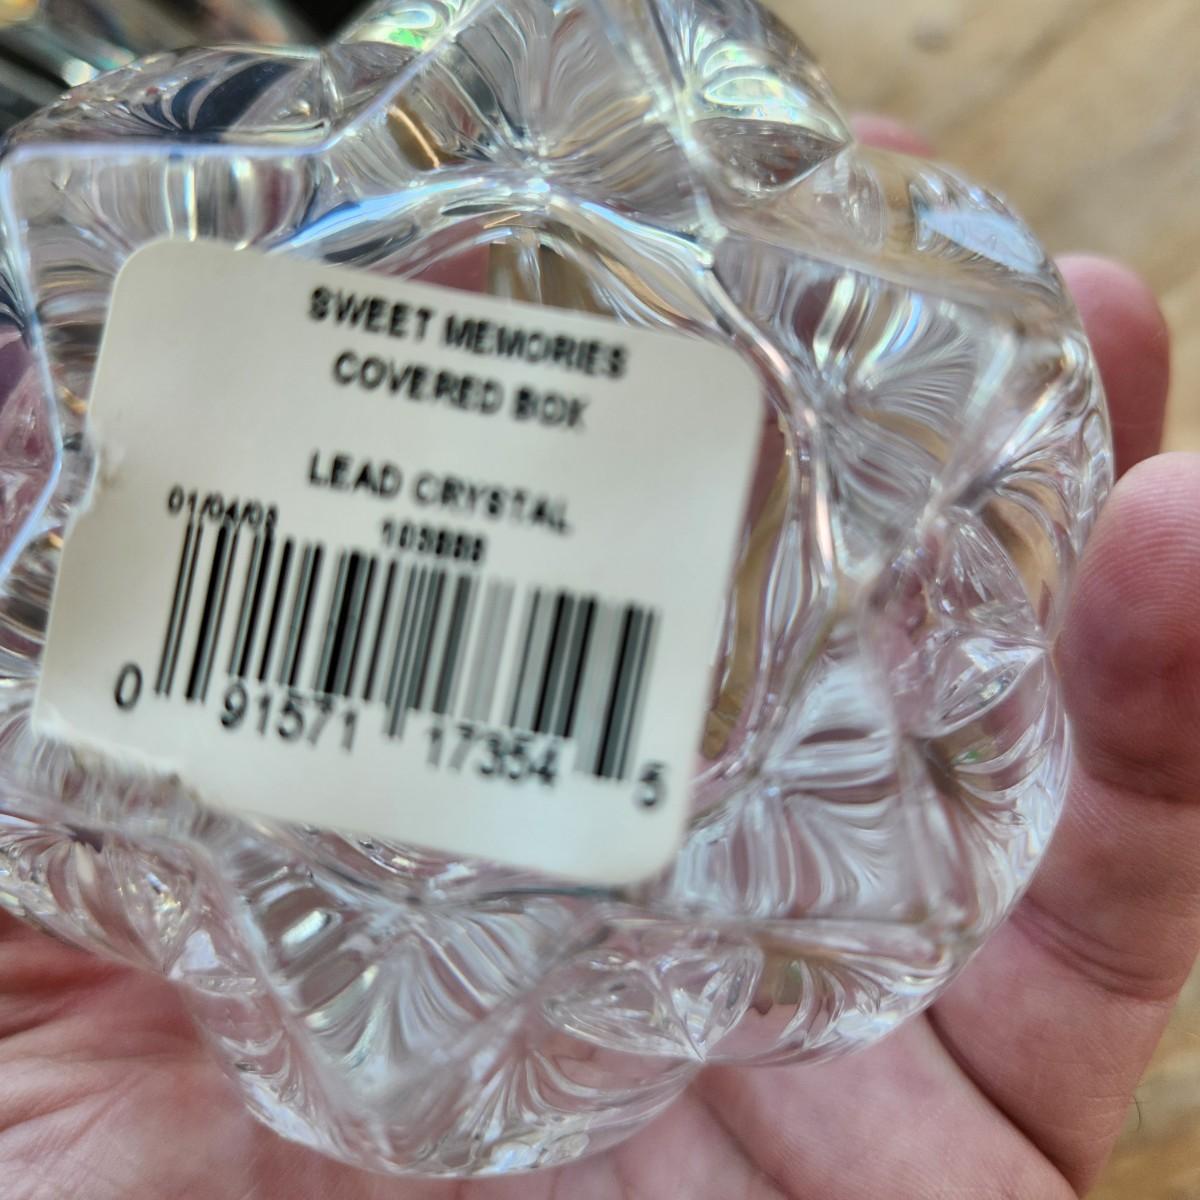 SWEET MEMORIES
COVERED BOX
LEAD CRYSTAL
0 91571 17354 5